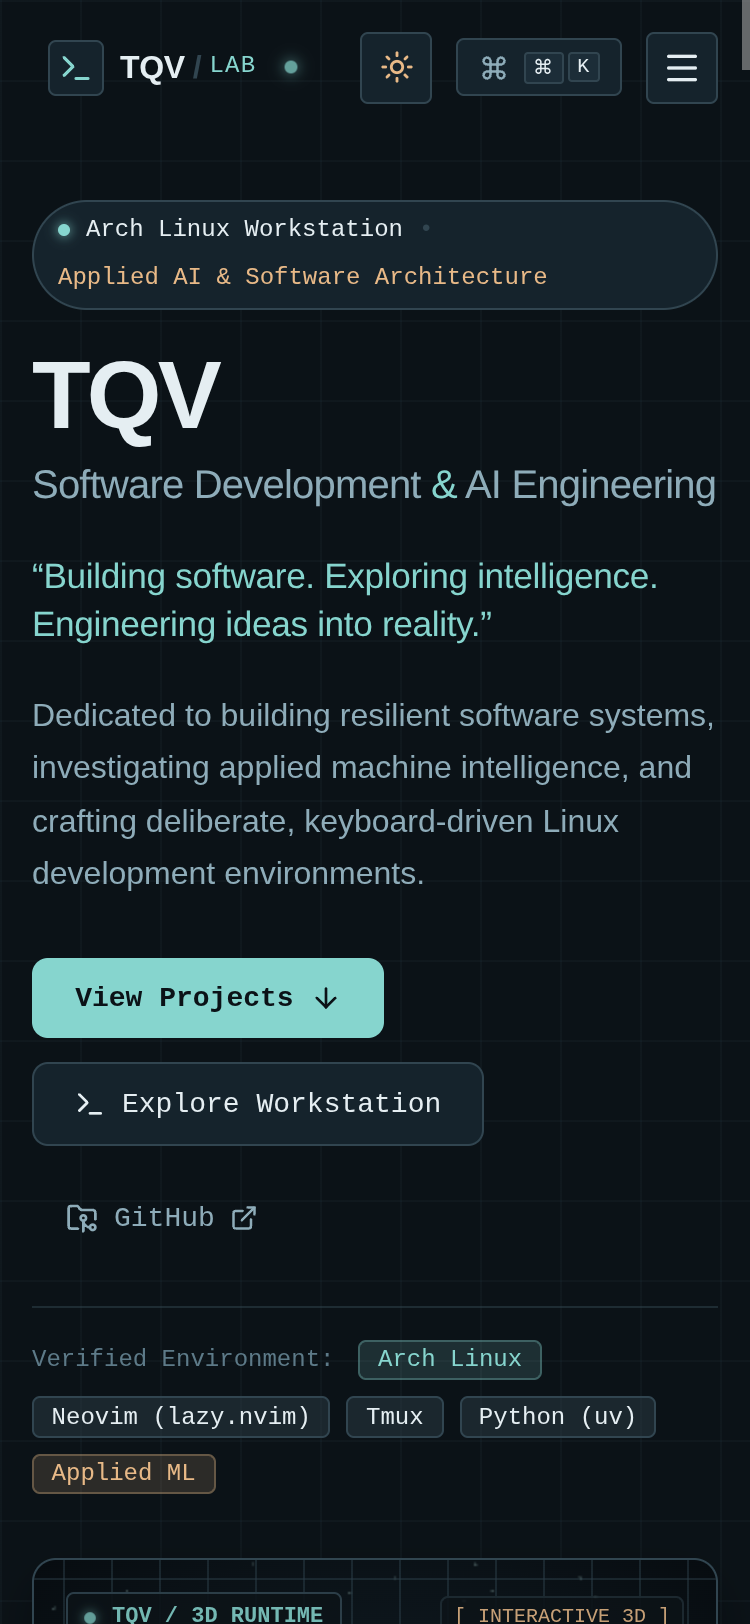 TQV / LAB ⌘ K
Arch Linux Workstation •
Applied AI & Software Architecture
TQV
Software Development & AI Engineering
“Building software. Exploring intelligence.
Engineering ideas into reality.”
Dedicated to building resilient software systems,
investigating applied machine intelligence, and
crafting deliberate, keyboard-driven Linux
development environments.
View Projects
Explore Workstation
GitHub
Verified Environment: Arch Linux
Neovim (lazy.nvim) Tmux Python (uv)
Applied ML
TQV / 3D RUNTIME [ INTERACTIVE 3D ]